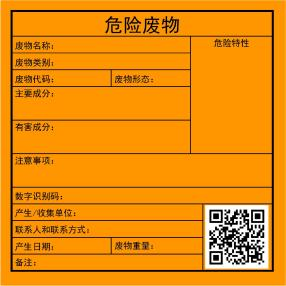 危险废物
废物名称：
危险特性
废物类别：
废物代码：
废物形态：
主要成分：
有害成分：
注意事项：
数字识别码：
产生/收集单位：
联系人和联系方式：
产生日期：
废物重量：
备注：